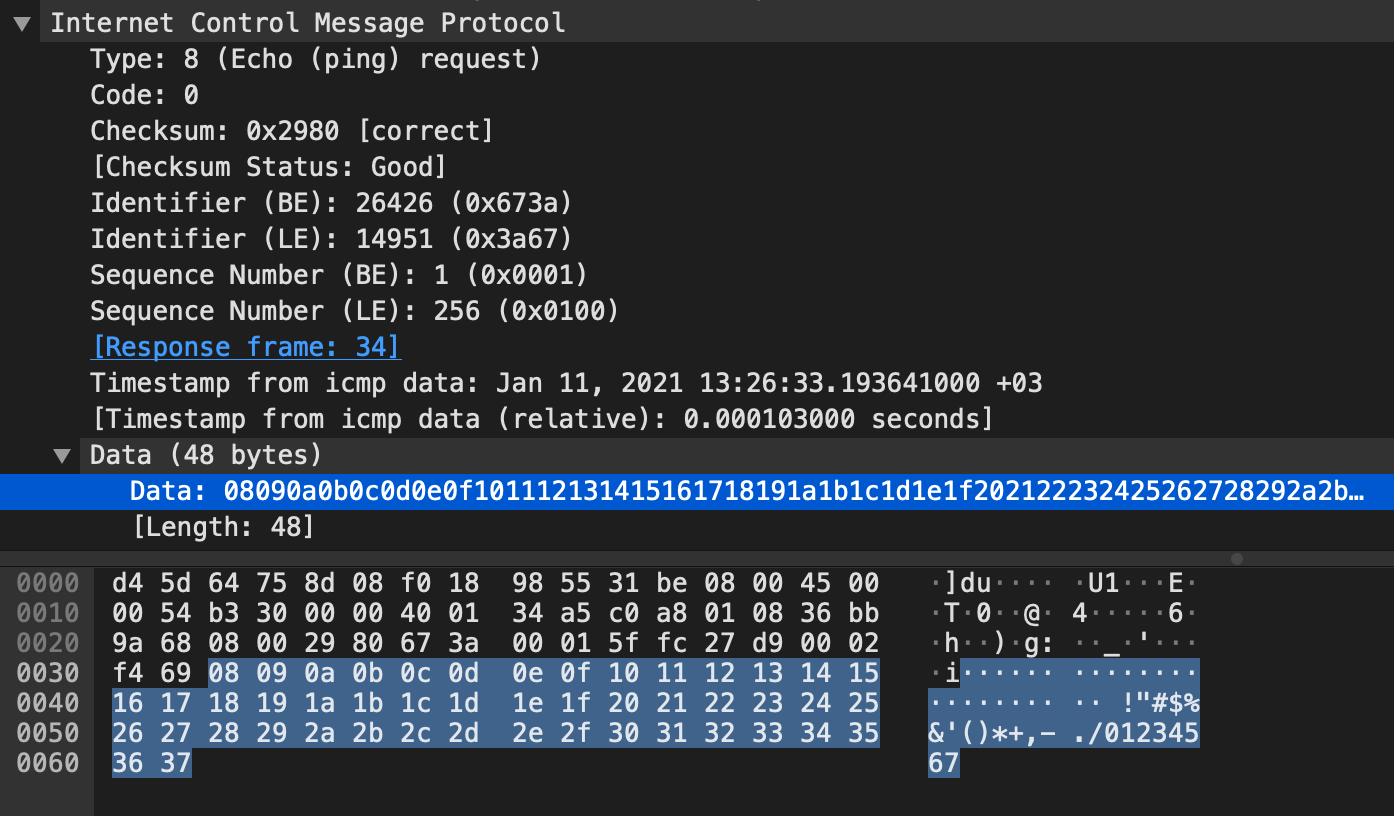 Internet Control Message Protocol
Type: 8 (Echo (ping) request)
Code: 0
Checksum: 0x2980 [correct]
[Checksum Status: Good]
Identifier (BE): 26426 (0x673a)
Identifier (LE): 14951 (0x3a67)
Sequence Number (BE): 1 (0x0001)
Sequence Number (LE): 256 (0x0100)
[Response frame: 34]
Timestamp from icmp data: Jan 11, 2021 13:26:33.193641000 +03
[Timestamp from icmp data (relative): 0.000103000 seconds]
Data (48 bytes)
Data: 08090a0b0c0d0e0f101112131415161718191a1b1c1d1e1f202122232425262728292a2b…
[Length: 48]
0000 d4 5d 64 75 8d 08 f0 18 98 55 31 be 08 00 45 00 ·]du···· ·U1···E·
0010 00 54 b3 30 00 00 40 01 34 a5 c0 a8 01 08 36 bb ·T·0··@· 4·····6·
0020 9a 68 08 00 29 80 67 3a 00 01 5f fc 27 d9 00 02 ·h··)·g: ··_·'···
0030 f4 69 08 09 0a 0b 0c 0d 0e 0f 10 11 12 13 14 15 ·i······ ········
0040 16 17 18 19 1a 1b 1c 1d 1e 1f 20 21 22 23 24 25 ········ ·· !"#$%
0050 26 27 28 29 2a 2b 2c 2d 2e 2f 30 31 32 33 34 35 &'()*+,- ./012345
0060 36 37 67